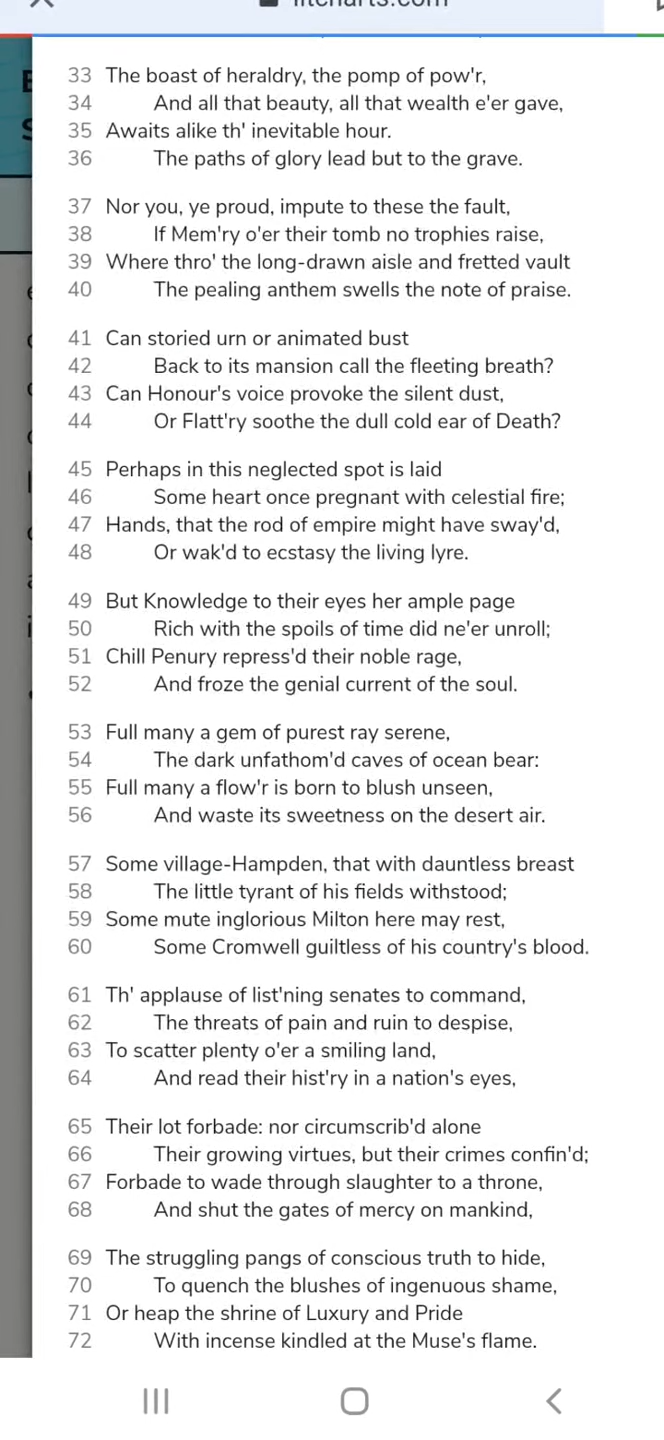 33 The boast of heraldry, the pomp of pow'r,
34 And all that beauty, all that wealth e'er gave,
35 Awaits alike th' inevitable hour.
36 The paths of glory lead but to the grave.
37 Nor you, ye proud, impute to these the fault,
38 If Mem'ry o'er their tomb no trophies raise,
39 Where thro' the long-drawn aisle and fretted vault
40 The pealing anthem swells the note of praise.
41 Can storied urn or animated bust
42 Back to its mansion call the fleeting breath?
43 Can Honour's voice provoke the silent dust,
44 Or Flatt'ry soothe the dull cold ear of Death?
45 Perhaps in this neglected spot is laid
46 Some heart once pregnant with celestial fire;
47 Hands, that the rod of empire might have sway'd,
48 Or wak'd to ecstasy the living lyre.
49 But Knowledge to their eyes her ample page
50 Rich with the spoils of time did ne'er unroll;
51 Chill Penury repress'd their noble rage,
52 And froze the genial current of the soul.
53 Full many a gem of purest ray serene,
54 The dark unfathom'd caves of ocean bear:
55 Full many a flow'r is born to blush unseen,
56 And waste its sweetness on the desert air.
57 Some village-Hampden, that with dauntless breast
58 The little tyrant of his fields withstood;
59 Some mute inglorious Milton here may rest,
60 Some Cromwell guiltless of his country's blood.
61 Th' applause of list'ning senates to command,
62 The threats of pain and ruin to despise,
63 To scatter plenty o'er a smiling land,
64 And read their hist'ry in a nation's eyes,
65 Their lot forbade: nor circumscrib'd alone
66 Their growing virtues, but their crimes confin'd;
67 Forbade to wade through slaughter to a throne,
68 And shut the gates of mercy on mankind,
69 The struggling pangs of conscious truth to hide,
70 To quench the blushes of ingenuous shame,
71 Or heap the shrine of Luxury and Pride
72 With incense kindled at the Muse's flame.